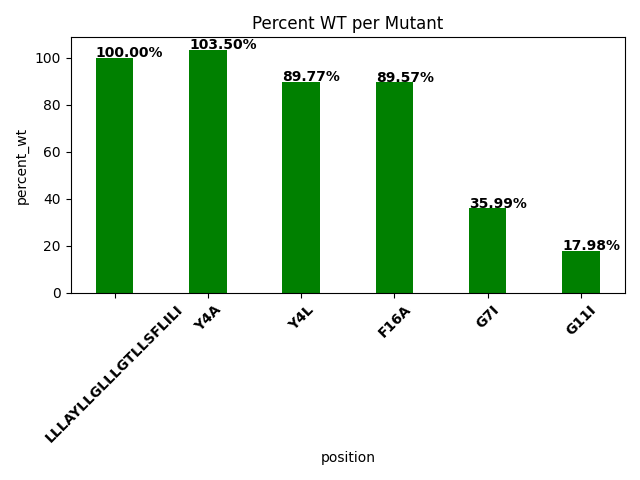 Percent WT per Mutant
percent_wt
100
80
60
40
20
0
100.00%
103.50%
89.77%
89.57%
35.99%
17.98%
LLLAYLLGLLLGTLLSFLILI
Y4A
Y4L
F16A
G7I
G11I
position